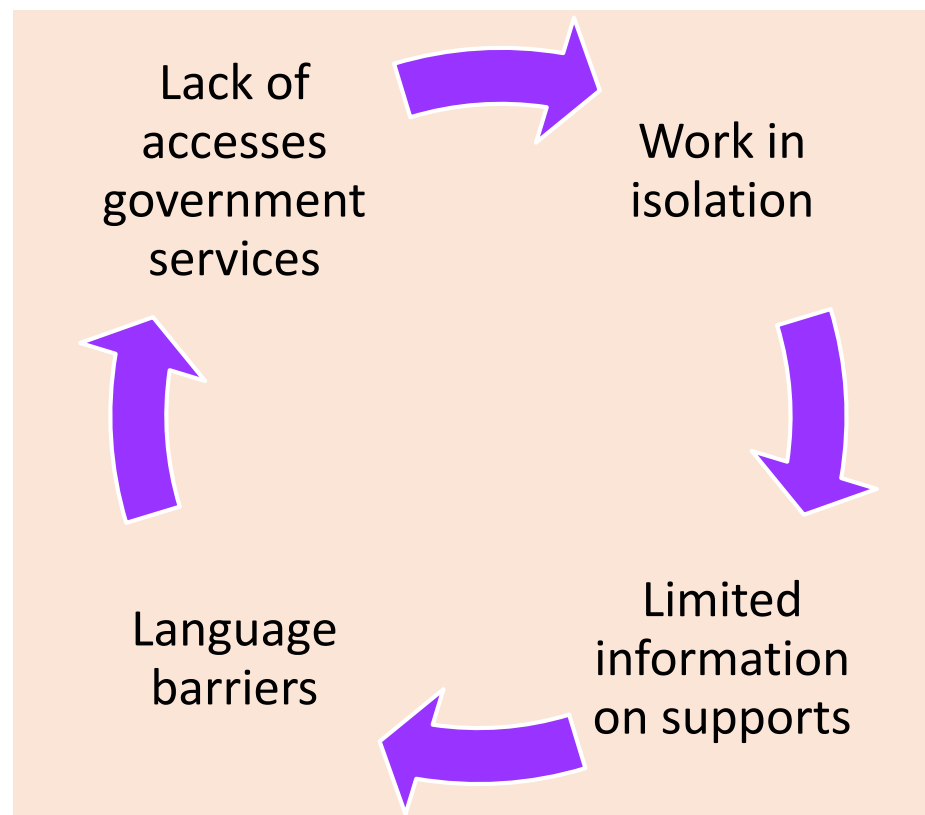 Lack of
accesses
government
services
Work in
isolation
Limited
information
on supports
Language
barriers